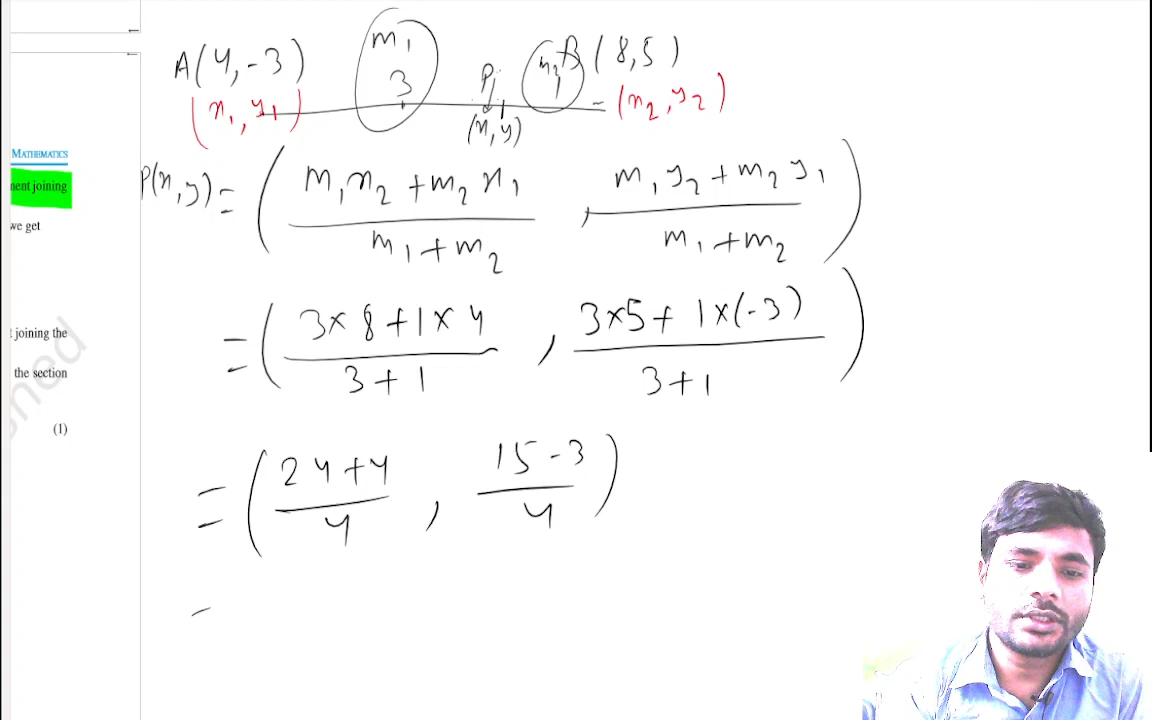 A(4,-3) m1 3 P m2 1 B(8,5)
(x1, y1) (x, y) (x2, y2)
MATHEMATICS
P(x,y) = ( m1x2 + m2x1 / m1 + m2 , m1y2 + m2y1 / m1 + m2 )
ment joining
we get
= ( 3×8+1×4 / 3+1 , 3×5+1×(-3) / 3+1 )
joining the
the section
(1)
= ( 24+4 / 4 , 15-3 / 4 )